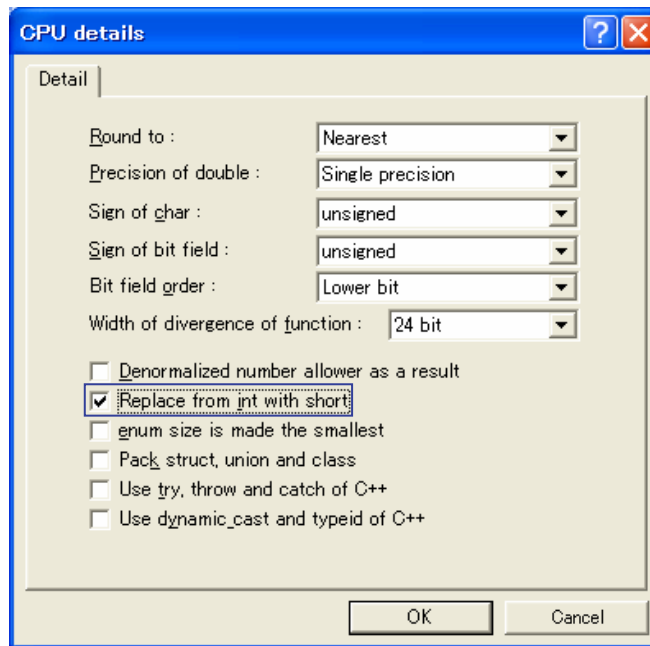 CPU details
Detail
Round to : Nearest
Precision of double : Single precision
Sign of char : unsigned
Sign of bit field : unsigned
Bit field order : Lower bit
Width of divergence of function : 24 bit
Denormalized number allower as a result
Replace from int with short
enum size is made the smallest
Pack struct, union and class
Use try, throw and catch of C++
Use dynamic_cast and typeid of C++
OK Cancel